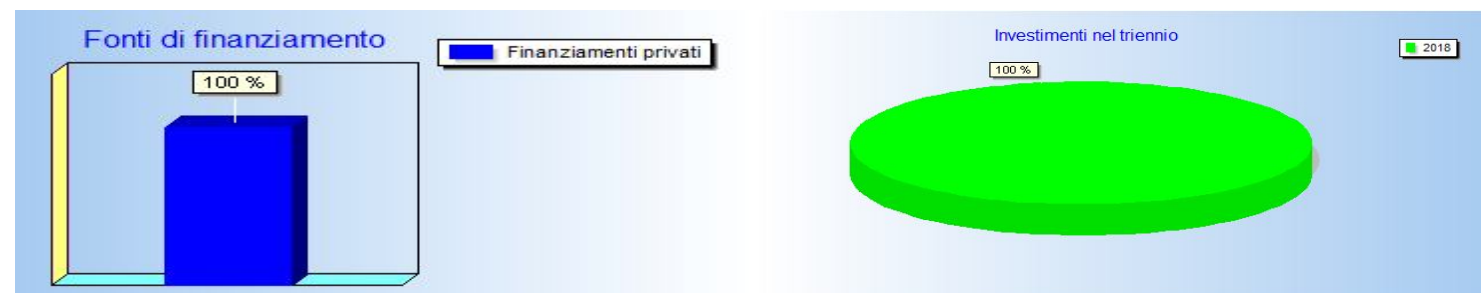 Fonti di finanziamento
Finanziamenti privati
100 %
Investimenti nel triennio
2018
100 %